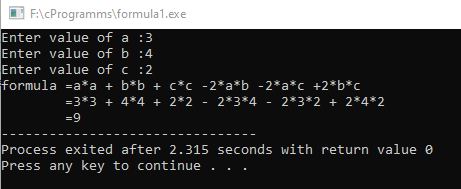 F:\cProgramms\formula1.exe
Enter value of a :3
Enter value of b :4
Enter value of c :2
formula =a*a + b*b + c*c -2*a*b -2*a*c +2*b*c
        =3*3 + 4*4 + 2*2 - 2*3*4 - 2*3*2 + 2*4*2
        =9
--------------------------------
Process exited after 2.315 seconds with return value 0
Press any key to continue . . .